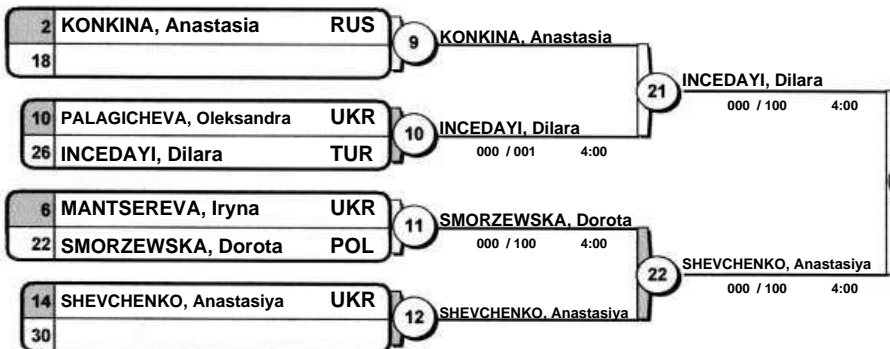 2 KONKINA, Anastasia RUS
18
9
KONKINA, Anastasia
10 PALAGICHEVA, Oleksandra UKR
26 INCEDAYI, Dilara TUR
10
INCEDAYI, Dilara
000 / 001 4:00
21
INCEDAYI, Dilara
000 / 100 4:00
6 MANTSEREVA, Iryna UKR
22 SMORZEWSKA, Dorota POL
11
SMORZEWSKA, Dorota
000 / 100 4:00
14 SHEVCHENKO, Anastasiya UKR
30
12
SHEVCHENKO, Anastasiya
22
SHEVCHENKO, Anastasiya
000 / 100 4:00